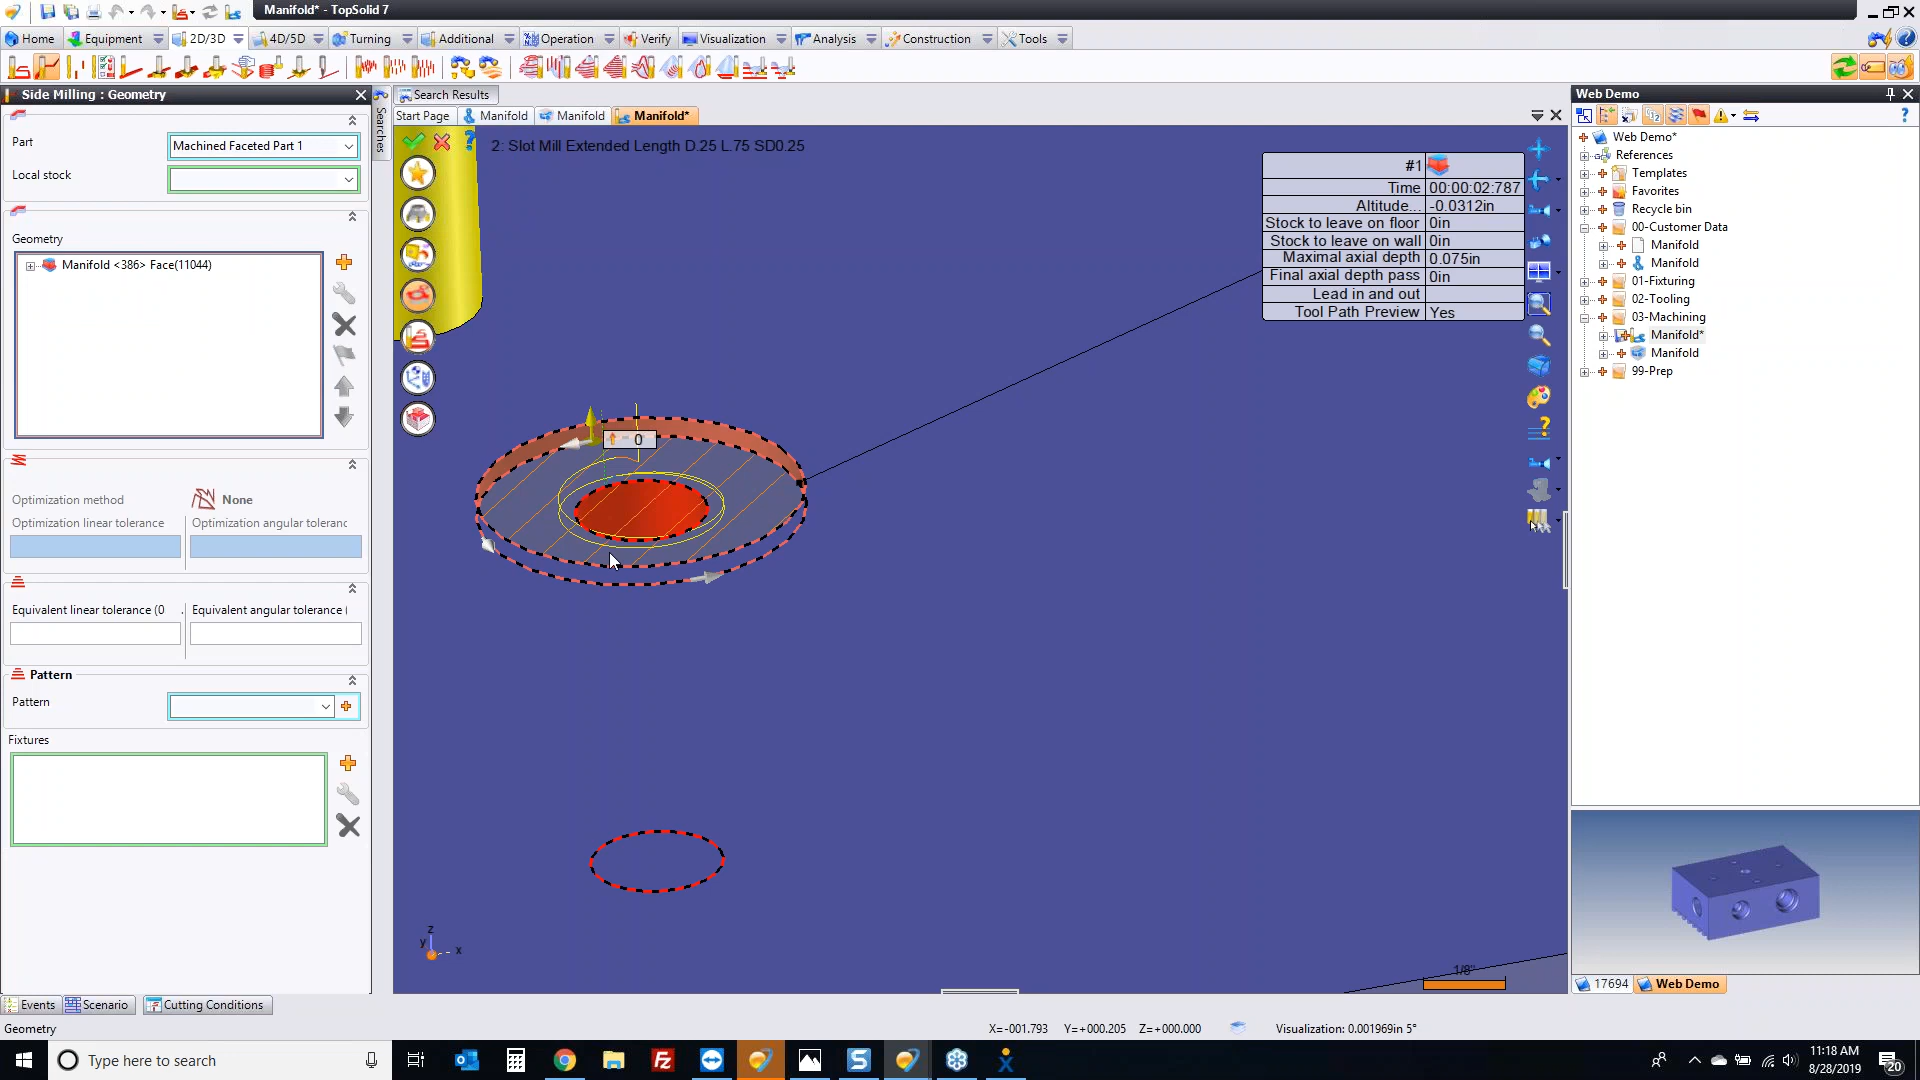 Manifold* - TopSolid 7
Home Equipment 2D/3D 4D/5D Turning Additional Operation Verify Visualization Analysis Construction Tools
Side Milling : Geometry
Part
Machined Faceted Part 1
Local stock
Geometry
Manifold <386> Face(11044)
Optimization method
None
Optimization linear tolerance
Optimization angular toleranc
Equivalent linear tolerance (0
Equivalent angular tolerance (
Pattern
Pattern
Fixtures
Searches
Search Results
Start Page Manifold Manifold Manifold*
2: Slot Mill Extended Length D.25 L.75 SD0.25
#1
Time 00:00:02:787
Altitude... -0.0312in
Stock to leave on floor 0in
Stock to leave on wall 0in
Maximal axial depth 0.075in
Final axial depth pass 0in
Lead in and out
Tool Path Preview Yes
0
z
y
x
1/8"
Web Demo
Web Demo*
References
Templates
Favorites
Recycle bin
00-Customer Data
Manifold
Manifold
01-Fixturing
02-Tooling
03-Machining
Manifold*
Manifold
99-Prep
17694 Web Demo
Events Scenario Cutting Conditions
Geometry
X=-001.793 Y=+000.205 Z=+000.000 Visualization: 0.001969in 5°
Type here to search
11:18 AM
8/28/2019
20